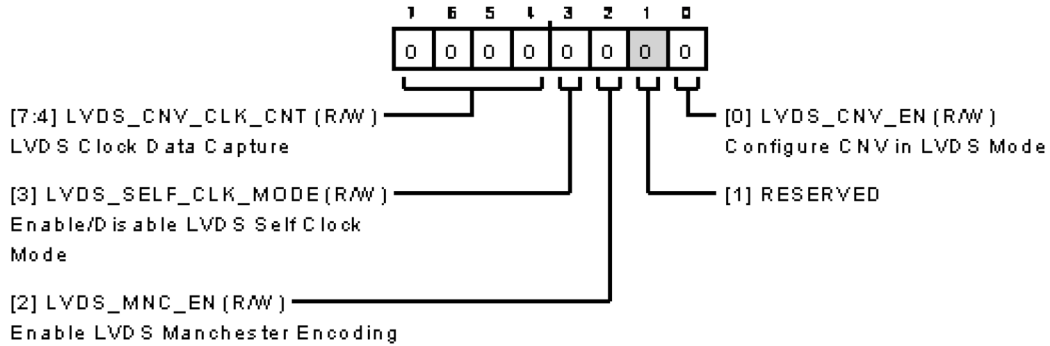 7 6 5 4 3 2 1 0
0 0 0 0 0 0 0 0
[7:4] LVDS_CNV_CLK_CNT (R/W)
LVDS Clock Data Capture
[0] LVDS_CNV_EN (R/W)
Configure CNV in LVDS Mode
[3] LVDS_SELF_CLK_MODE (R/W)
Enable/Disable LVDS Self Clock
Mode
[1] RESERVED
[2] LVDS_MNC_EN (R/W)
Enable LVDS Manchester Encoding